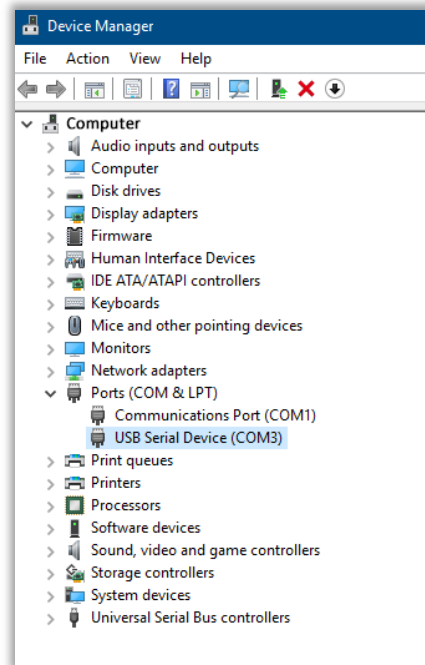 Device Manager
File Action View Help
Computer
Audio inputs and outputs
Computer
Disk drives
Display adapters
Firmware
Human Interface Devices
IDE ATA/ATAPI controllers
Keyboards
Mice and other pointing devices
Monitors
Network adapters
Ports (COM & LPT)
Communications Port (COM1)
USB Serial Device (COM3)
Print queues
Printers
Processors
Software devices
Sound, video and game controllers
Storage controllers
System devices
Universal Serial Bus controllers